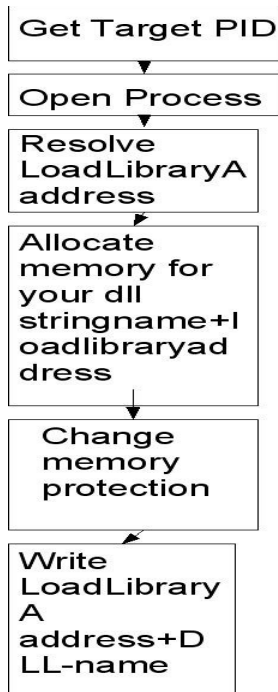 Get Target PID
Open Process
Resolve
LoadLibraryA
address
Allocate
memory for
your dll
stringname+l
oadlibraryad
dress
Change
memory
protection
Write
LoadLibrary
A
address+D
LL-name